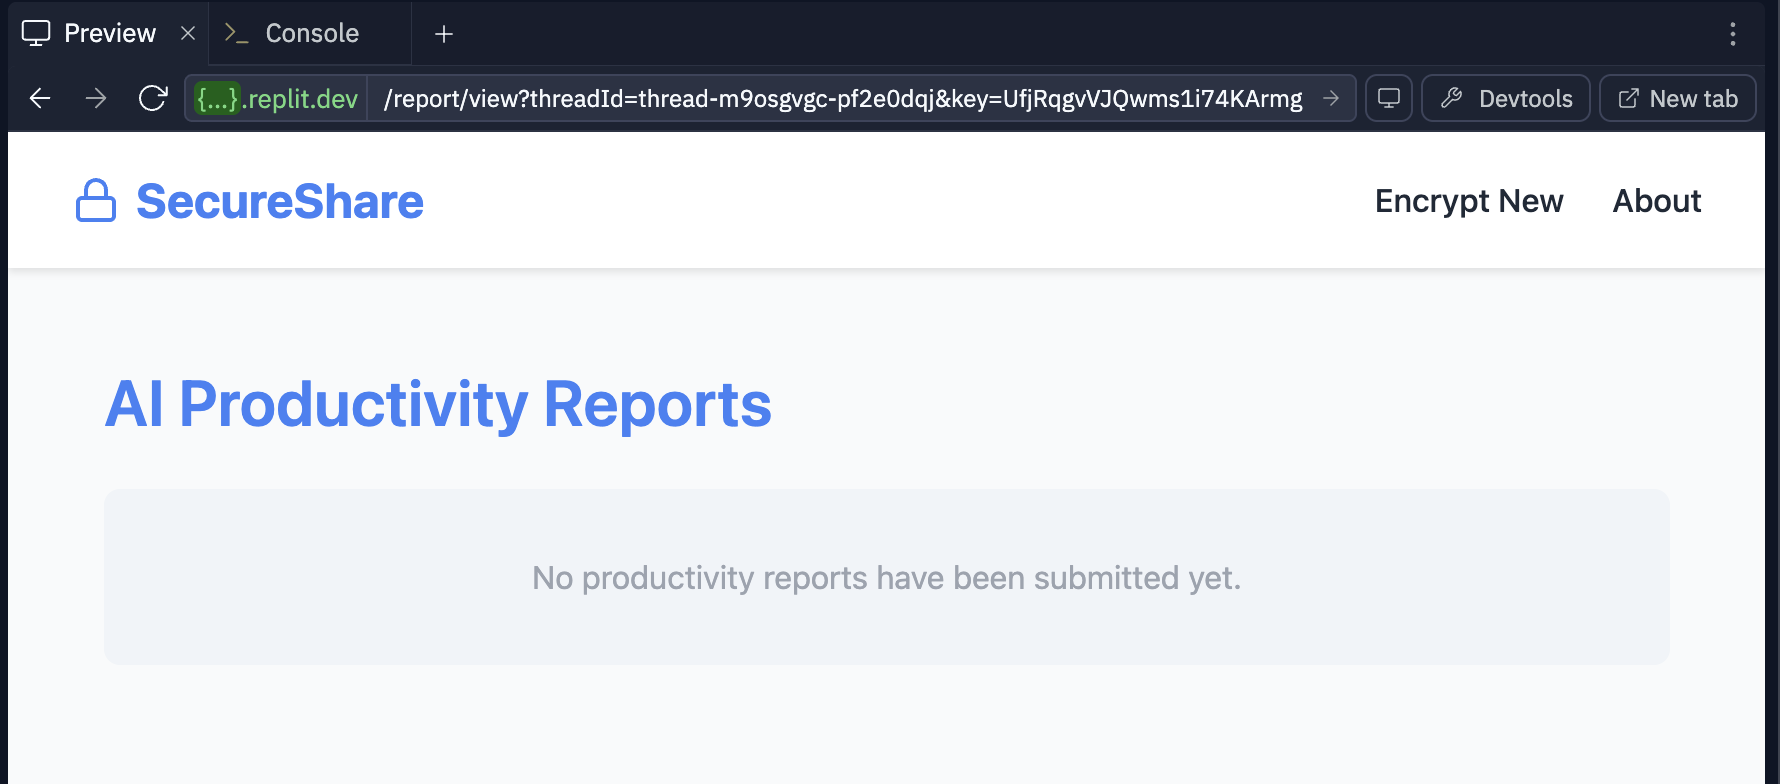 Preview
Console
{...}.replit.dev
/report/view?threadId=thread-m9osgvgc-pf2e0dqj&key=UfjRqgvVJQwms1i74KArmg
Devtools
New tab
SecureShare
Encrypt New
About
AI Productivity Reports
No productivity reports have been submitted yet.